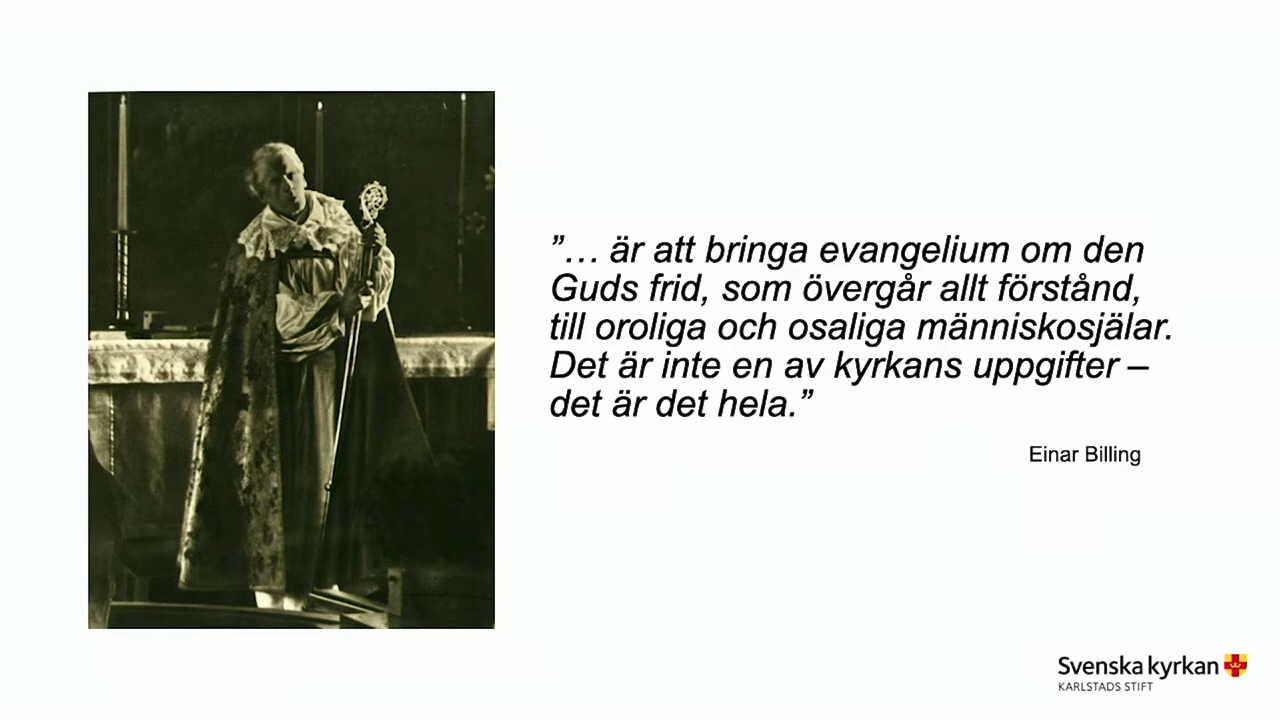 ”… är att bringa evangelium om den
Guds frid, som övergår allt förstånd,
till oroliga och osaliga människosjälar.
Det är inte en av kyrkans uppgifter –
det är det hela.”
Einar Billing
Svenska kyrkan
KARLSTADS STIFT